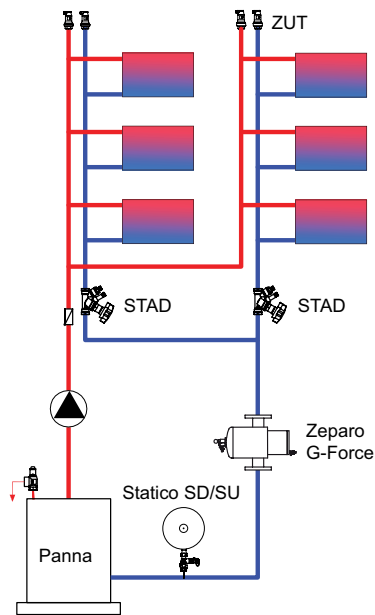 ZUT
STAD
STAD
Zeparo
G-Force
Statico SD/SU
Panna